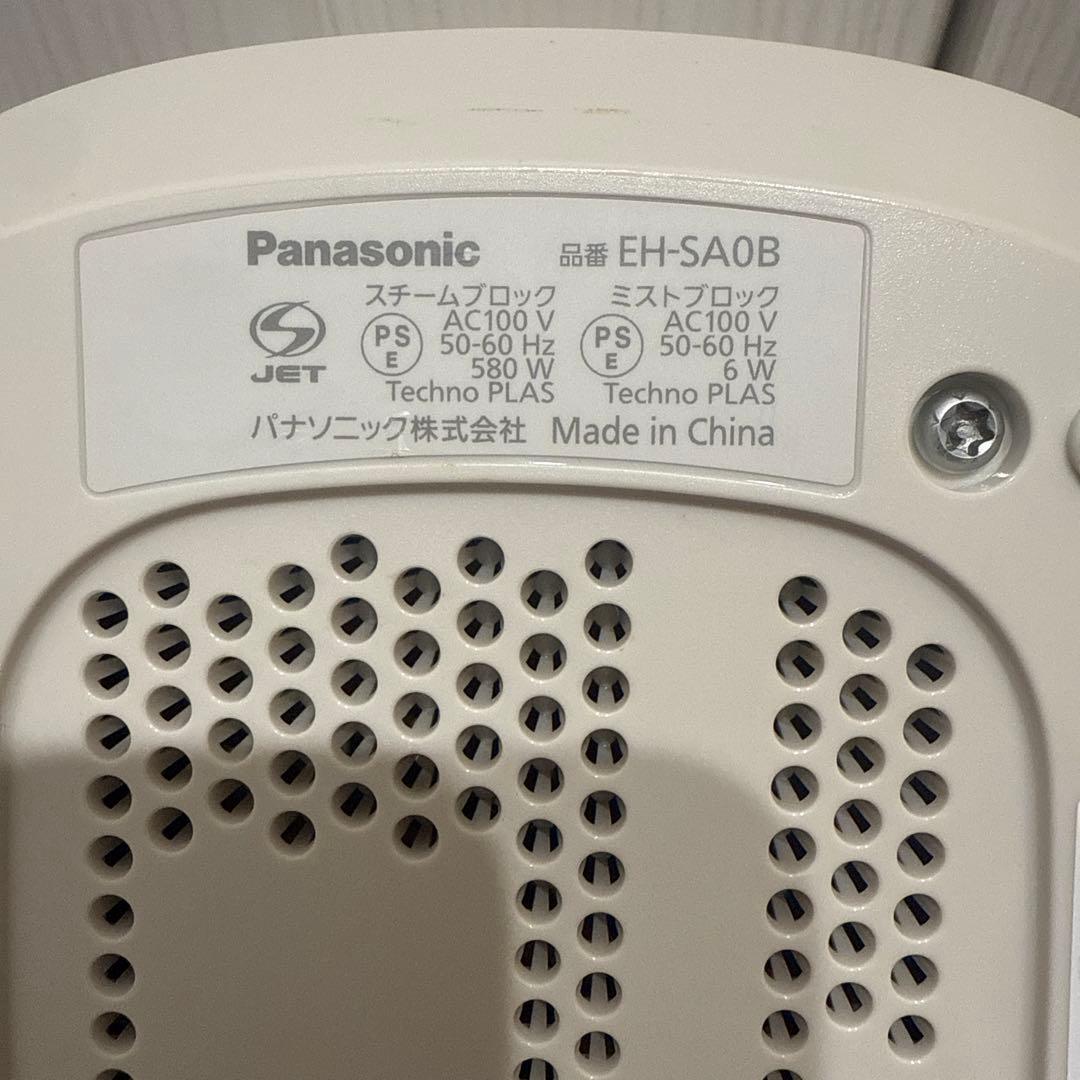 Panasonic 品番 EH-SA0B
スチームブロック ミストブロック
PS E AC100 V PS E AC100 V
50-60 Hz 50-60 Hz
580 W 6 W
JET Techno PLAS Techno PLAS
パナソニック株式会社 Made in China